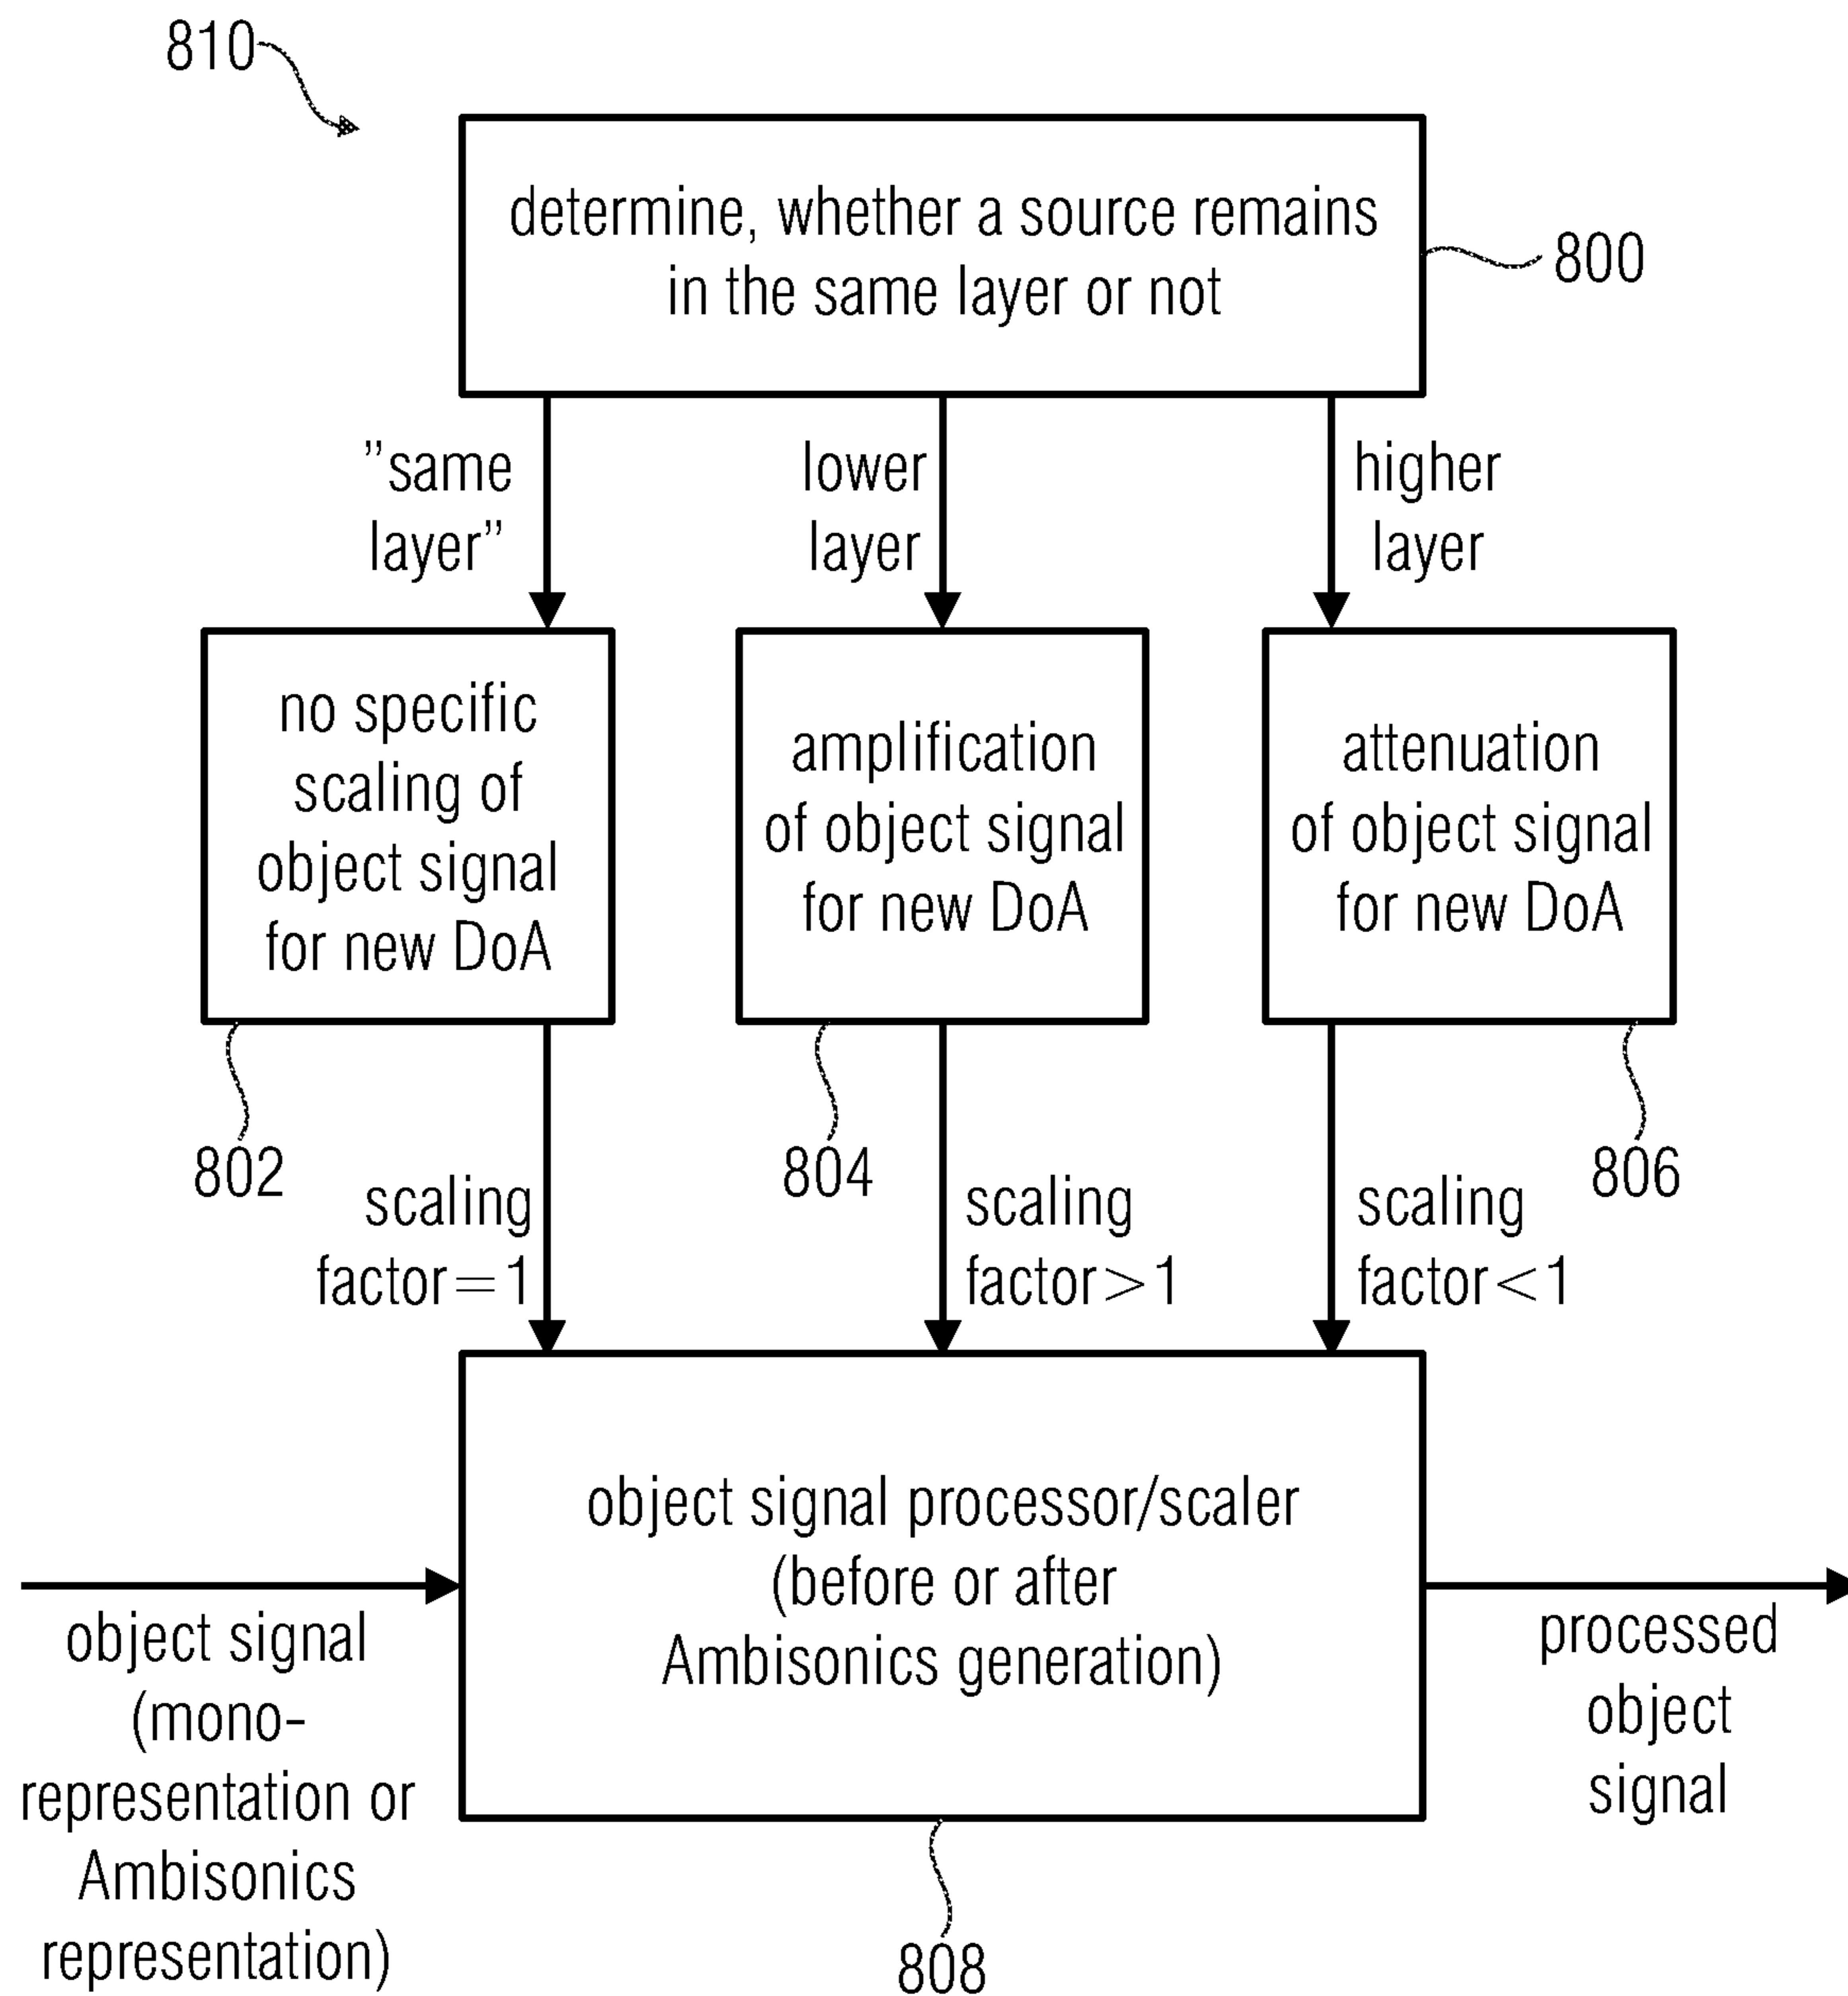 810
determine, whether a source remains
in the same layer or not
800
”same
layer”
lower
layer
higher
layer
no specific
scaling of
object signal
for new DoA
amplification
of object signal
for new DoA
attenuation
of object signal
for new DoA
802
804
806
scaling
factor=1
scaling
factor>1
scaling
factor<1
object signal processor/scaler
(before or after
Ambisonics generation)
object signal
(mono-
representation or
Ambisonics
representation)
processed
object
signal
808